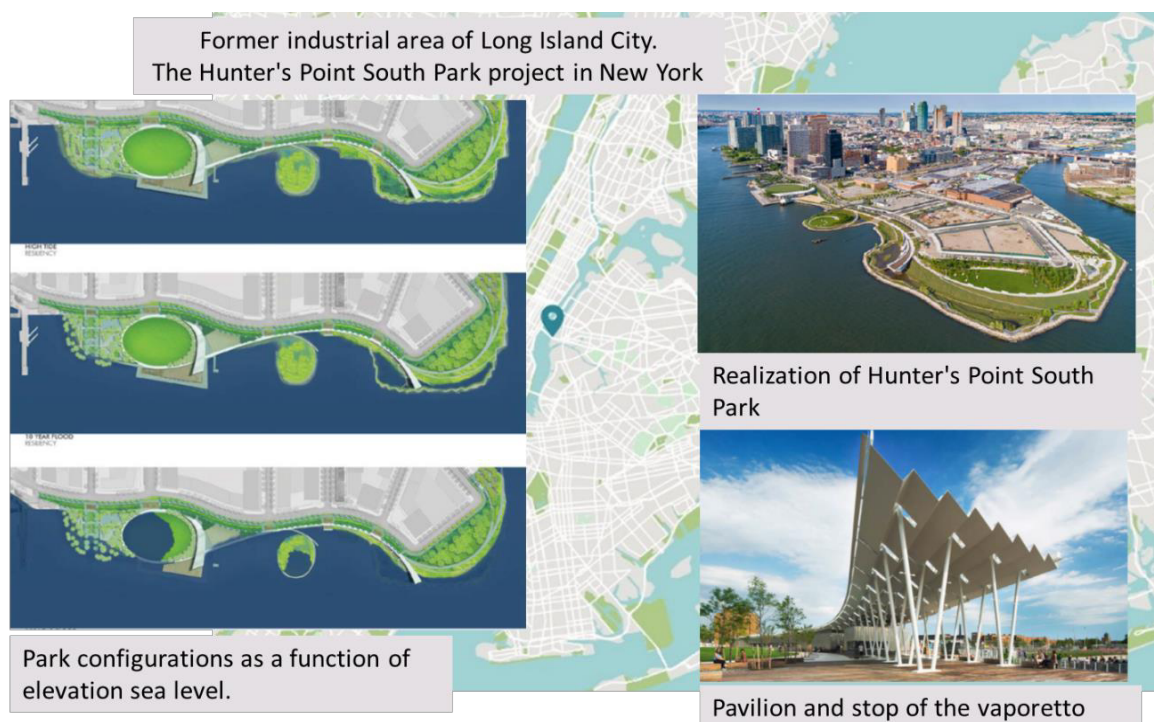 Former industrial area of Long Island City.
The Hunter's Point South Park project in New York
HIGH TIDE
RESILIENCY
10 YEAR FLOOD
RESILIENCY
Park configurations as a function of
elevation sea level.
Realization of Hunter's Point South
Park
Pavilion and stop of the vaporetto